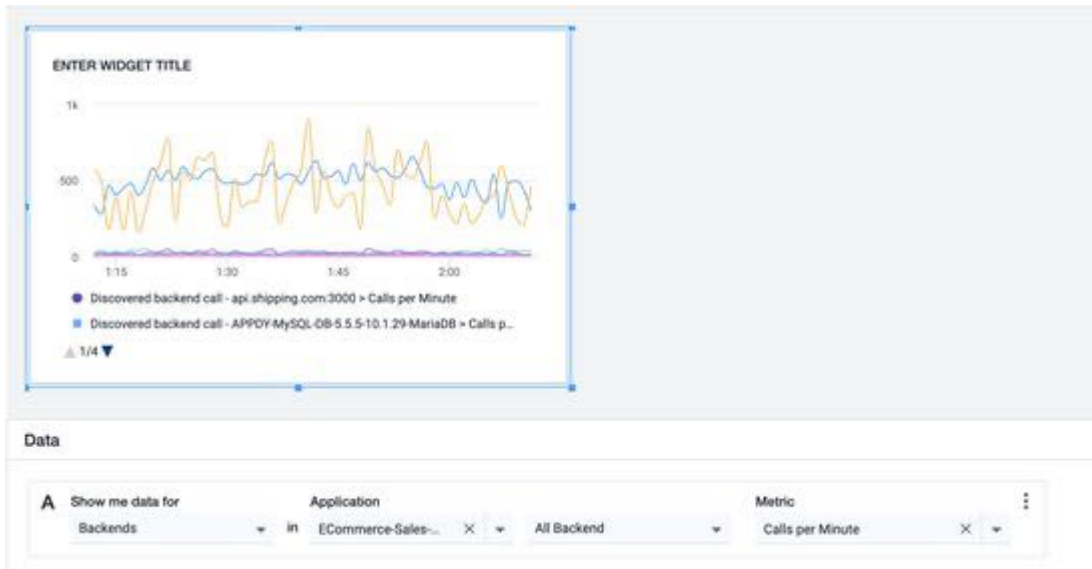 ENTER WIDGET TITLE
1k
500
0
1:15 1:30 1:45 2:00
Discovered backend call - api.shipping.com:3000 > Calls per Minute
Discovered backend call - APPDY-MySQL-DB-5.5.5-10.1.29-MariaDB > Calls p...
1/4
Data
A Show me data for Application Metric
Backends in ECommerce-Sales-... All Backend Calls per Minute